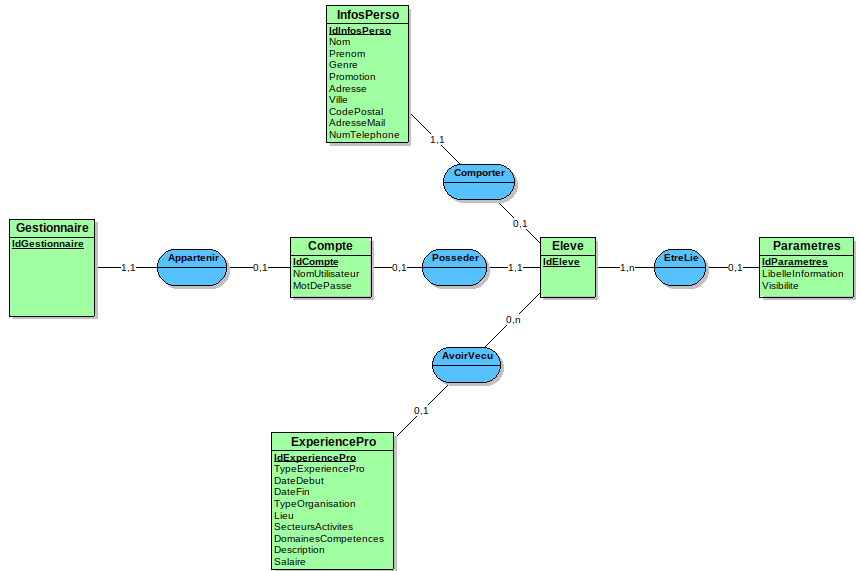 InfosPerso
IdInfosPerso
Nom
Prenom
Genre
Promotion
Adresse
Ville
CodePostal
AdresseMail
NumTelephone
1,1
Comporter
0,1
Gestionnaire
IdGestionnaire
1,1
Appartenir
0,1
Compte
IdCompte
NomUtilisateur
MotDePasse
0,1
Posseder
1,1
Eleve
IdEleve
1,n
EtreLie
0,1
Parametres
IdParametres
LibelleInformation
Visibilite
0,n
AvoirVecu
0,1
ExperiencePro
IdExperiencePro
TypeExperiencePro
DateDebut
DateFin
TypeOrganisation
Lieu
SecteursActivites
DomainesCompetences
Description
Salaire